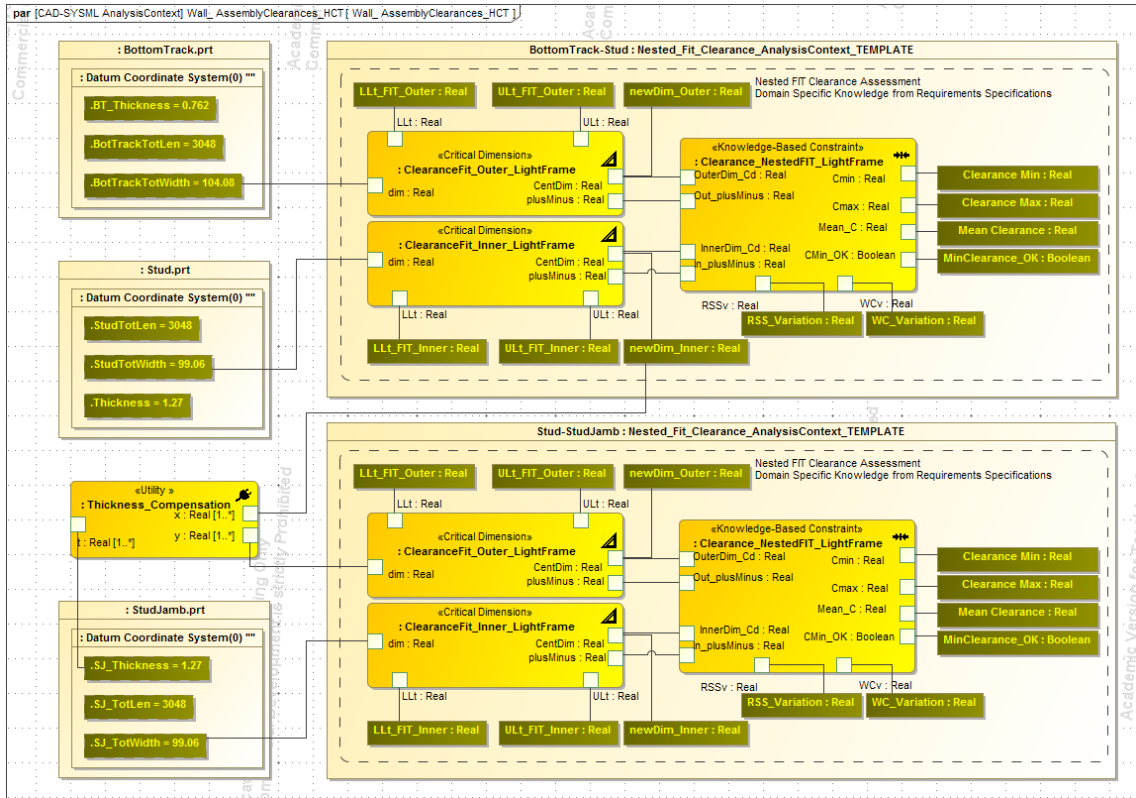 par [CAD-SYSML AnalysisContext] Wall_ AssemblyClearances_HCT [ Wall_ AssemblyClearances_HCT ]
: BottomTrack.prt
: Datum Coordinate System(0) ""
.BT_Thickness = 0.762
.BotTrackTotLen = 3048
.BotTrackTotWidth = 104.08
: Stud.prt
: Datum Coordinate System(0) ""
.StudTotLen = 3048
.StudTotWidth = 99.06
.Thickness = 1.27
«Utility »
: Thickness_Compensation
x : Real [1..*]
y : Real [1..*]
t : Real [1..*]
: StudJamb.prt
: Datum Coordinate System(0) ""
.SJ_Thickness = 1.27
.SJ_TotLen = 3048
.SJ_TotWidth = 99.06
BottomTrack-Stud : Nested_Fit_Clearance_AnalysisContext_TEMPLATE
Nested FIT Clearance Assessment
Domain Specific Knowledge from Requirements Specifications
LLt_FIT_Outer : Real
ULt_FIT_Outer : Real
newDim_Outer : Real
LLt : Real
ULt : Real
«Critical Dimension»
: ClearanceFit_Outer_LightFrame
CentDim : Real
dim : Real
plusMinus : Real
«Critical Dimension»
: ClearanceFit_Inner_LightFrame
dim : Real
CentDim : Real
plusMinus : Real
LLt : Real
ULt : Real
LLt_FIT_Inner : Real
ULt_FIT_Inner : Real
newDim_Inner : Real
«Knowledge-Based Constraint»
: Clearance_NestedFIT_LightFrame
OuterDim_Cd : Real
Cmin : Real
Out_plusMinus : Real
Cmax : Real
Mean_C : Real
InnerDim_Cd : Real
CMin_OK : Boolean
In_plusMinus : Real
RSSv : Real
WCv : Real
RSS_Variation : Real
WC_Variation : Real
Clearance Min : Real
Clearance Max : Real
Mean Clearance : Real
MinClearance_OK : Boolean
Stud-StudJamb : Nested_Fit_Clearance_AnalysisContext_TEMPLATE
Nested FIT Clearance Assessment
Domain Specific Knowledge from Requirements Specifications
LLt_FIT_Outer : Real
ULt_FIT_Outer : Real
newDim_Outer : Real
LLt : Real
ULt : Real
«Critical Dimension»
: ClearanceFit_Outer_LightFrame
CentDim : Real
dim : Real
plusMinus : Real
«Critical Dimension»
: ClearanceFit_Inner_LightFrame
dim : Real
CentDim : Real
plusMinus : Real
LLt : Real
ULt : Real
LLt_FIT_Inner : Real
ULt_FIT_Inner : Real
newDim_Inner : Real
«Knowledge-Based Constraint»
: Clearance_NestedFIT_LightFrame
OuterDim_Cd : Real
Cmin : Real
Out_plusMinus : Real
Cmax : Real
Mean_C : Real
InnerDim_Cd : Real
CMin_OK : Boolean
In_plusMinus : Real
RSSv : Real
WCv : Real
RSS_Variation : Real
WC_Variation : Real
Clearance Min : Real
Clearance Max : Real
Mean Clearance : Real
MinClearance_OK : Boolean